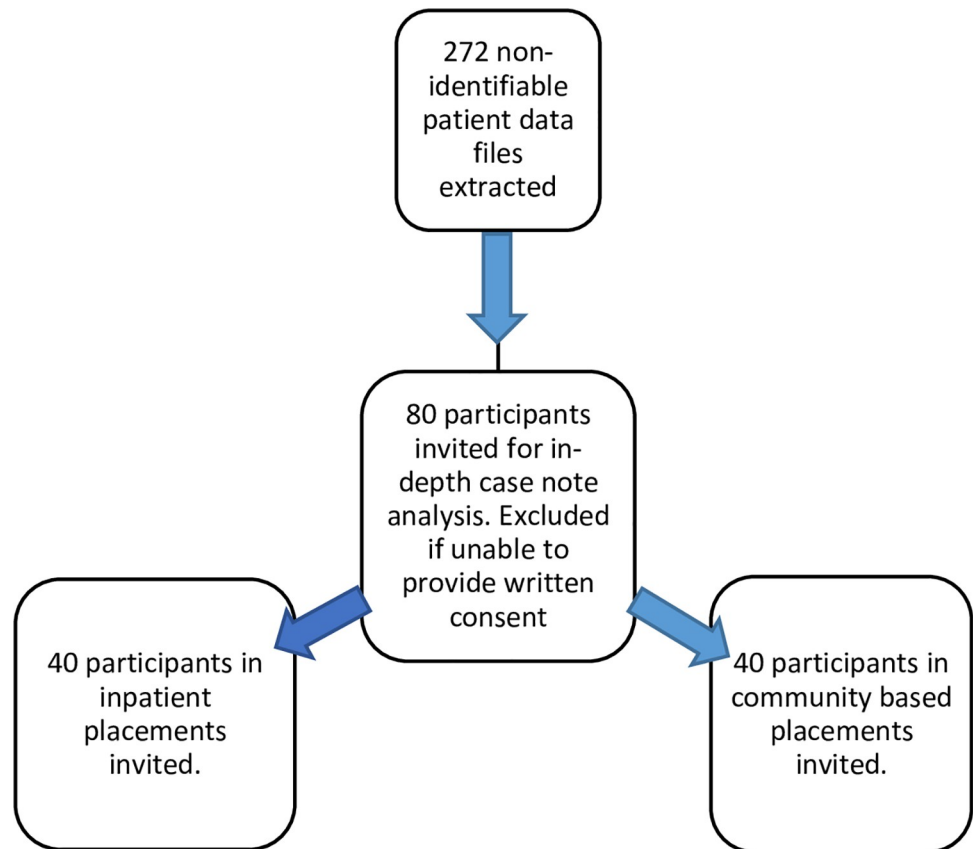 272 non-
identifiable
patient data
files
extracted
80 participants
invited for in-
depth case note
analysis. Excluded
if unable to
provide written
consent
40 participants in
inpatient
placements
invited.
40 participants in
community based
placements
invited.